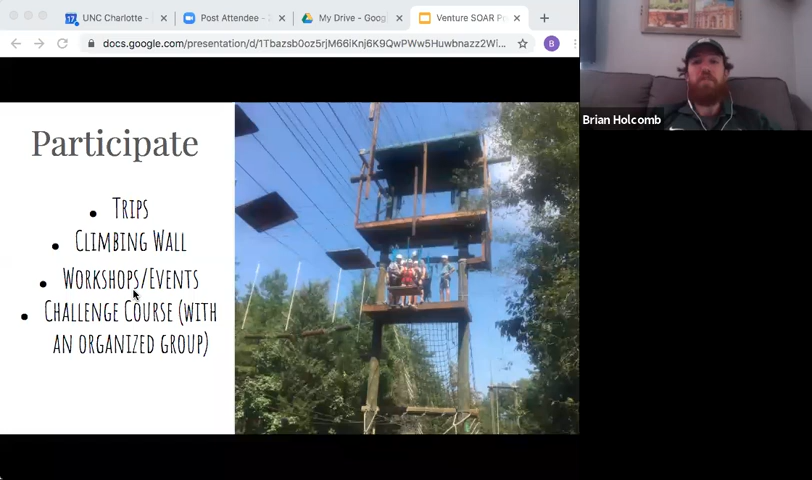 UNC Charlotte -
Post Attendee -
My Drive - Goog
Venture SOAR P
docs.google.com/presentation/d/1Tbazsb0oz5rjM66iKnj6K9QwPWw5Huwbnazz2Wi...
B
Brian Holcomb
Participate
• Trips
• Climbing Wall
• Workshops/Events
• Challenge Course (with
an organized group)